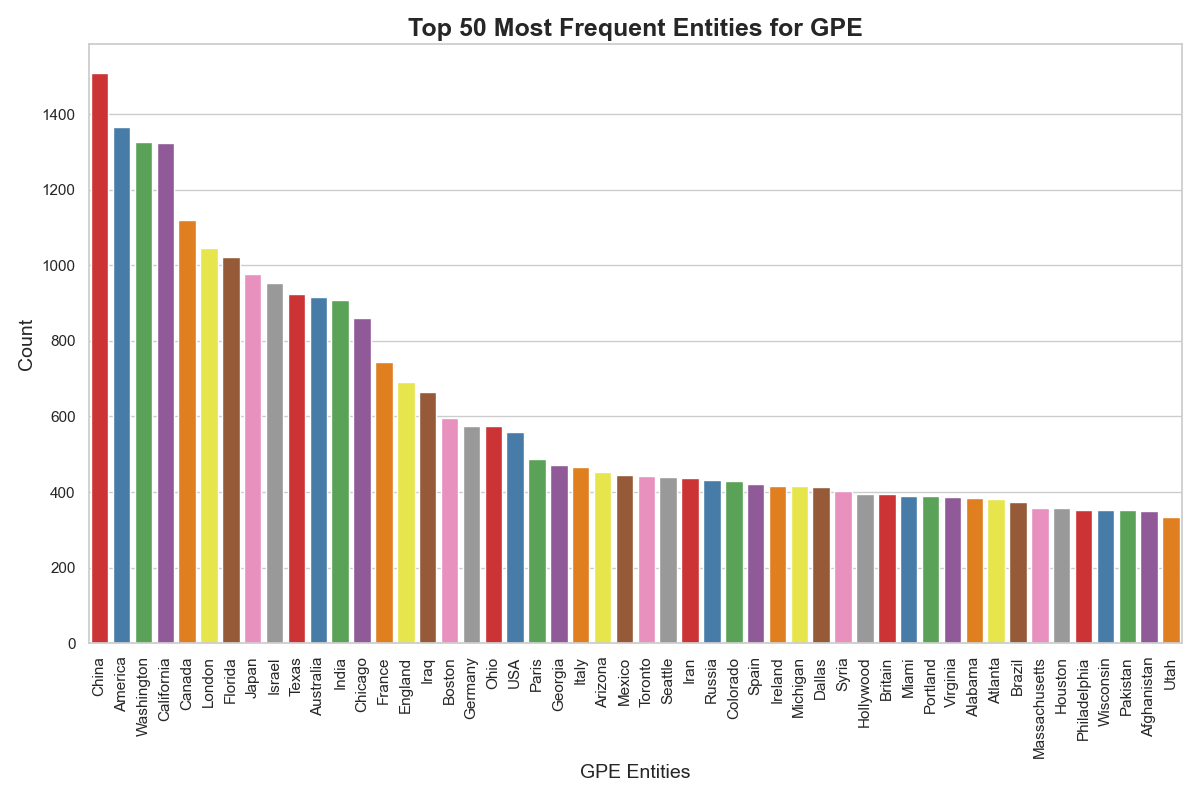 Top 50 Most Frequent Entities for GPE
Count
1400
1200
1000
800
600
400
200
0
China
America
Washington
California
Canada
London
Florida
Japan
Israel
Texas
Australia
India
Chicago
France
England
Iraq
Boston
Germany
Ohio
USA
Paris
Georgia
Italy
Arizona
Mexico
Toronto
Seattle
Iran
Russia
Colorado
Spain
Ireland
Michigan
Dallas
Syria
Hollywood
Britain
Miami
Portland
Virginia
Alabama
Atlanta
Brazil
Massachusetts
Houston
Philadelphia
Wisconsin
Pakistan
Afghanistan
Utah
GPE Entities